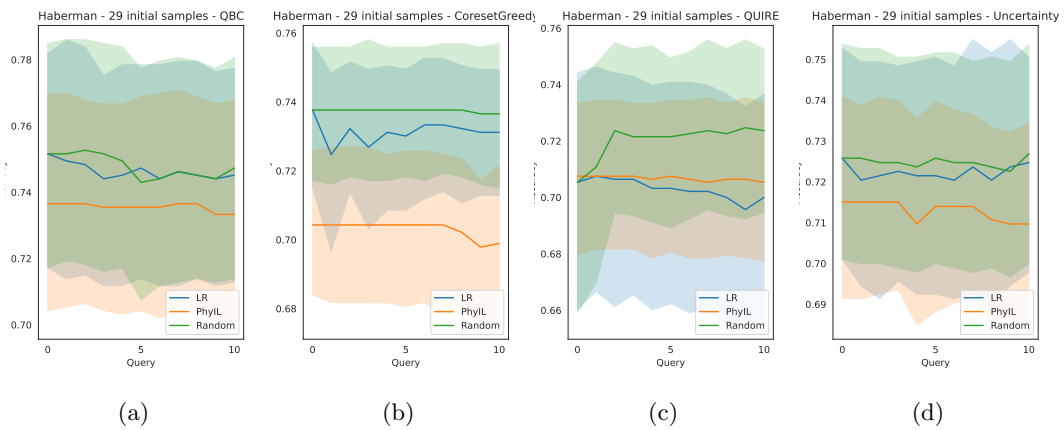 Haberman - 29 initial samples - QBC
0.78
0.76
0.74
0.72
0.70
0
5
10
Query
LR
PhyIL
Random
(a)
Haberman - 29 initial samples - CoresetGreedy
0.76
0.74
0.72
0.70
0.68
0
5
10
Query
LR
PhyIL
Random
(b)
Haberman - 29 initial samples - QUIRE
0.76
0.74
0.72
0.70
0.68
0.66
0
5
10
Query
LR
PhyIL
Random
(c)
Haberman - 29 initial samples - Uncertainty
0.75
0.74
0.73
0.72
0.71
0.70
0.69
0
5
10
Query
LR
PhyIL
Random
(d)